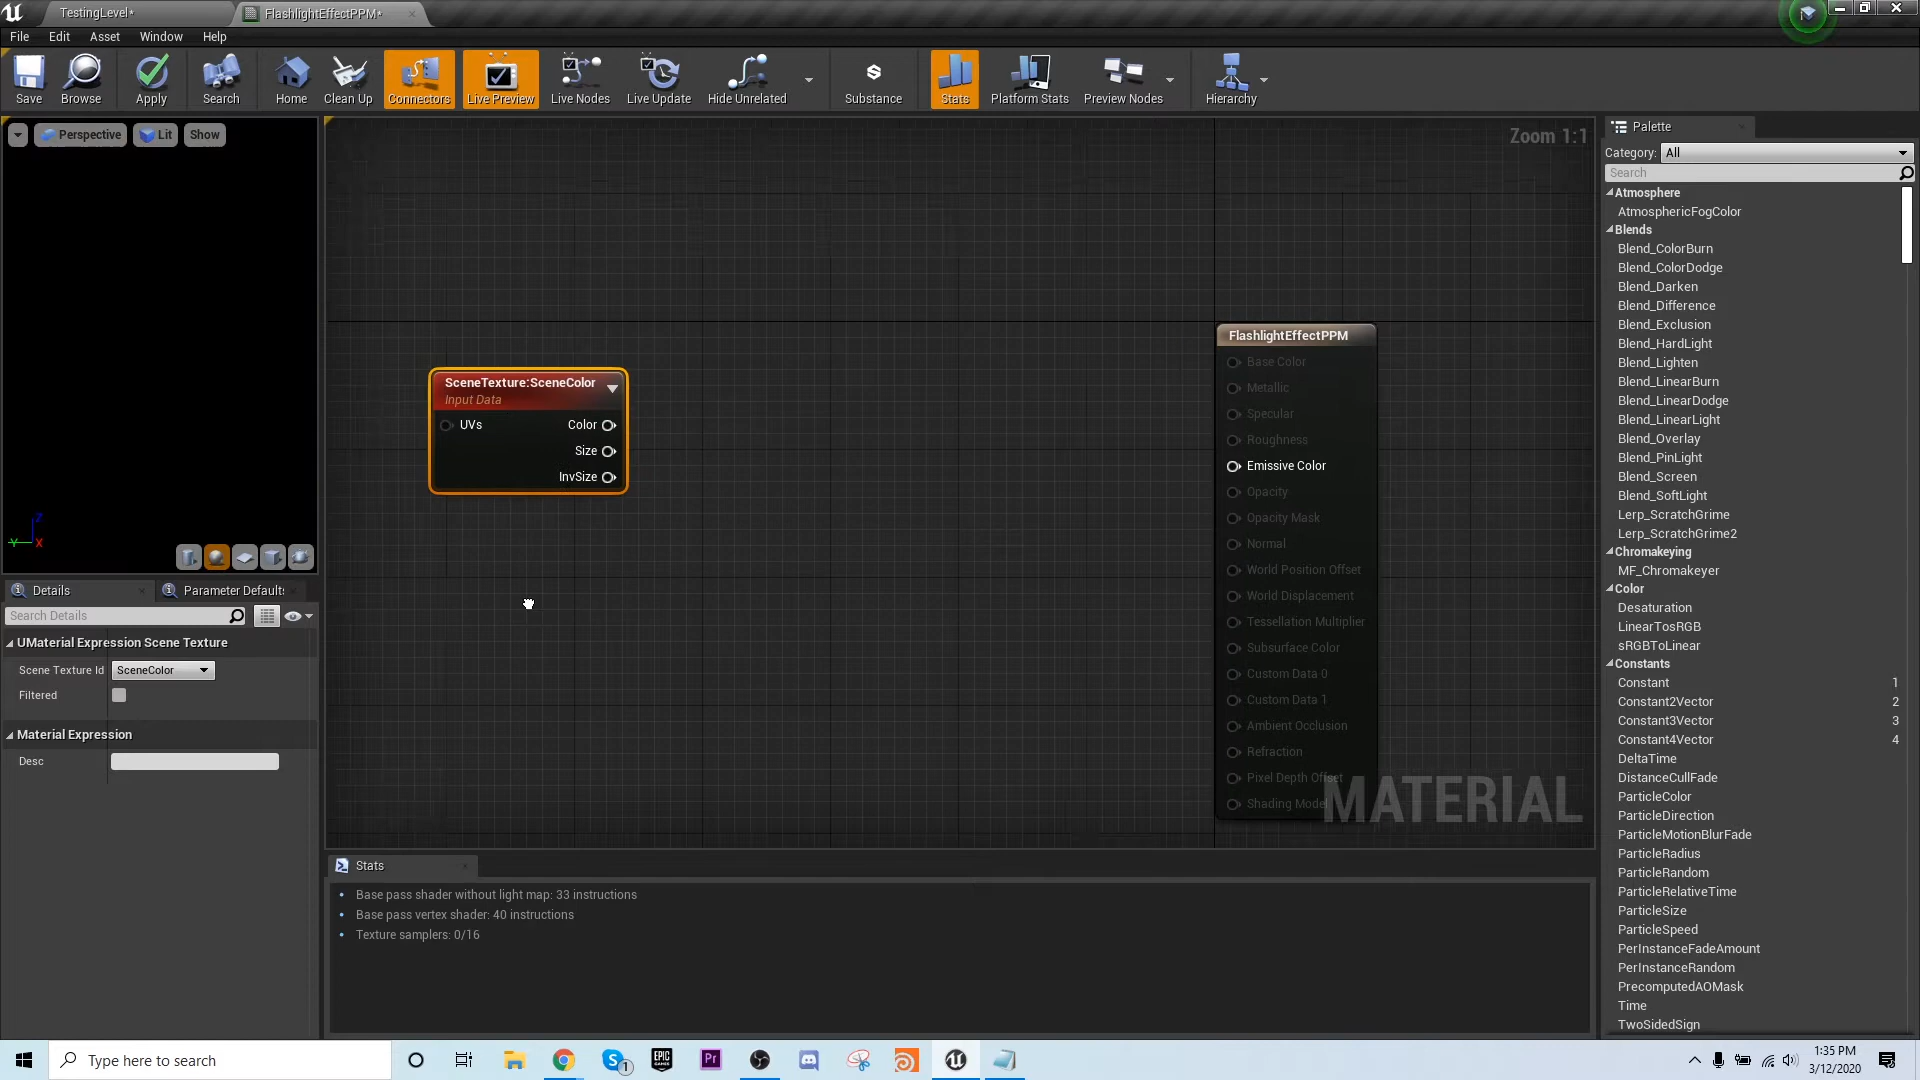 TestingLevel*
FlashlightEffectPPM*
File Edit Asset Window Help
Save Browse Apply Search Home Clean Up Connectors Live Preview Live Nodes Live Update Hide Unrelated Substance Stats Platform Stats Preview Nodes Hierarchy
Perspective Lit Show
Z
Y X
Zoom 1:1
SceneTexture:SceneColor
Input Data
UVs Color
Size
InvSize
FlashlightEffectPPM
Base Color
Metallic
Specular
Roughness
Emissive Color
Opacity
Opacity Mask
Normal
World Position Offset
World Displacement
Tessellation Multiplier
Subsurface Color
Custom Data 0
Custom Data 1
Ambient Occlusion
Refraction
Pixel Depth Offset
Shading Model
MATERIAL
Details Parameter Defaults
Search Details
UMaterial Expression Scene Texture
Scene Texture Id SceneColor
Filtered
Material Expression
Desc
Stats
• Base pass shader without light map: 33 instructions
• Base pass vertex shader: 40 instructions
• Texture samplers: 0/16
Palette
Category: All
Search
Atmosphere
AtmosphericFogColor
Blends
Blend_ColorBurn
Blend_ColorDodge
Blend_Darken
Blend_Difference
Blend_Exclusion
Blend_HardLight
Blend_Lighten
Blend_LinearBurn
Blend_LinearDodge
Blend_LinearLight
Blend_Overlay
Blend_PinLight
Blend_Screen
Blend_SoftLight
Lerp_ScratchGrime
Lerp_ScratchGrime2
Chromakeying
MF_Chromakeyer
Color
Desaturation
LinearTosRGB
sRGBToLinear
Constants
Constant 1
Constant2Vector 2
Constant3Vector 3
Constant4Vector 4
DeltaTime
DistanceCullFade
ParticleColor
ParticleDirection
ParticleMotionBlurFade
ParticleRadius
ParticleRandom
ParticleRelativeTime
ParticleSize
ParticleSpeed
PerInstanceFadeAmount
PerInstanceRandom
PrecomputedAOMask
Time
TwoSidedSign
Type here to search
S 1
EPIC GAMES
Pr
1:35 PM
3/12/2020